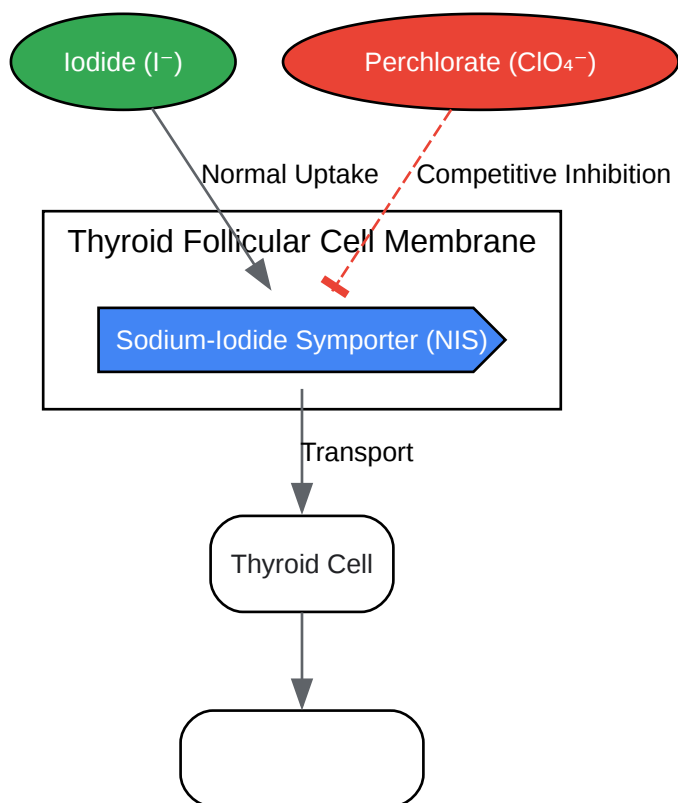 Iodide (I⁻)
Perchlorate (ClO₄⁻)
Normal Uptake
Competitive Inhibition
Thyroid Follicular Cell Membrane
Sodium-Iodide Symporter (NIS)
Transport
Thyroid Cell